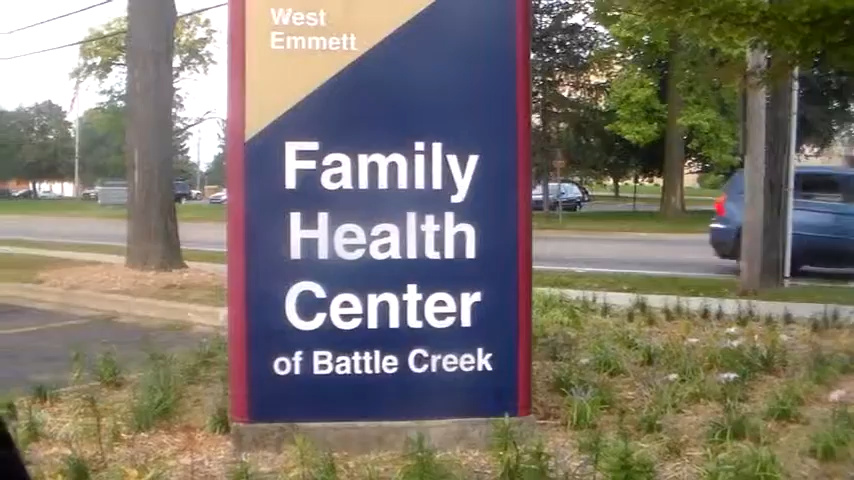 West
Emmett
Family
Health
Center
of Battle Creek